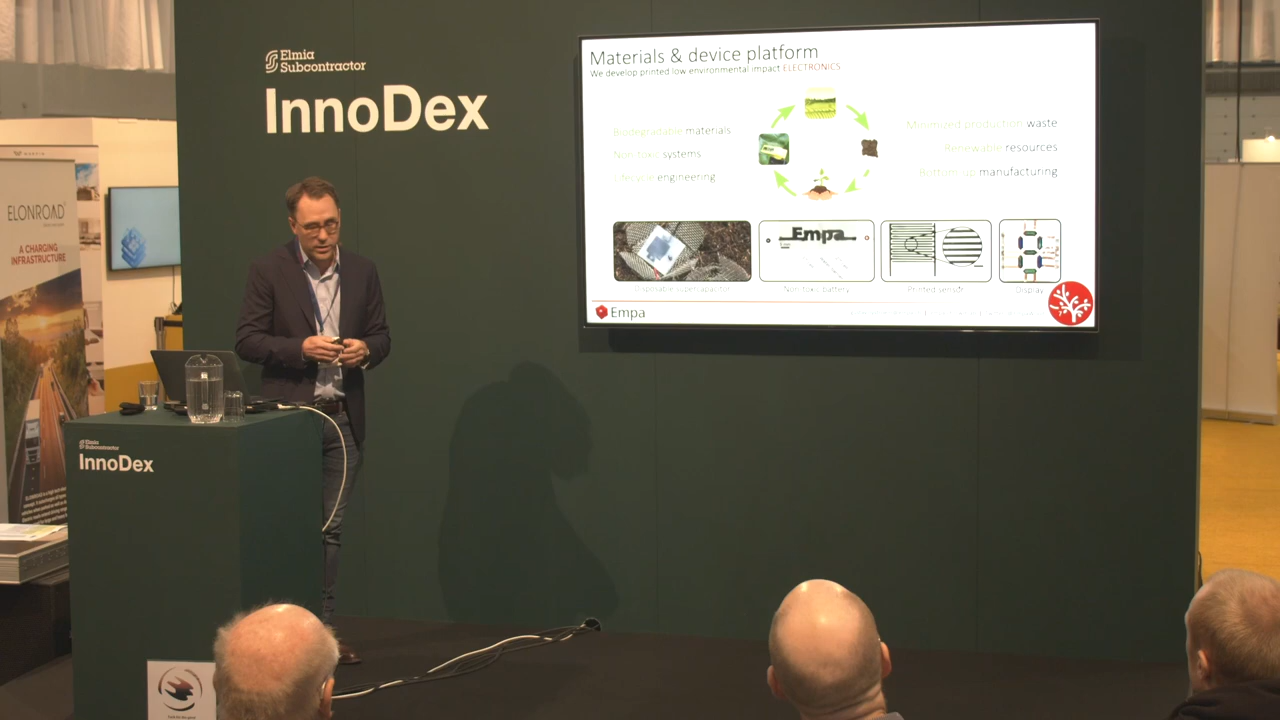 Elmia
Subcontractor
InnoDex
Materials & device platform
We develop printed low environmental impact ELECTRONICS
Biodegradable materials
Non-toxic systems
Lifecycle engineering
Minimized production waste
Renewable resources
Bottom-up manufacturing
Empa
Disposable supercapacitor
Non-toxic battery
Printed sensor
Display
Empa
ELONROAD
A CHARGING
INFRASTRUCTURE
Elmia
Subcontractor
InnoDex